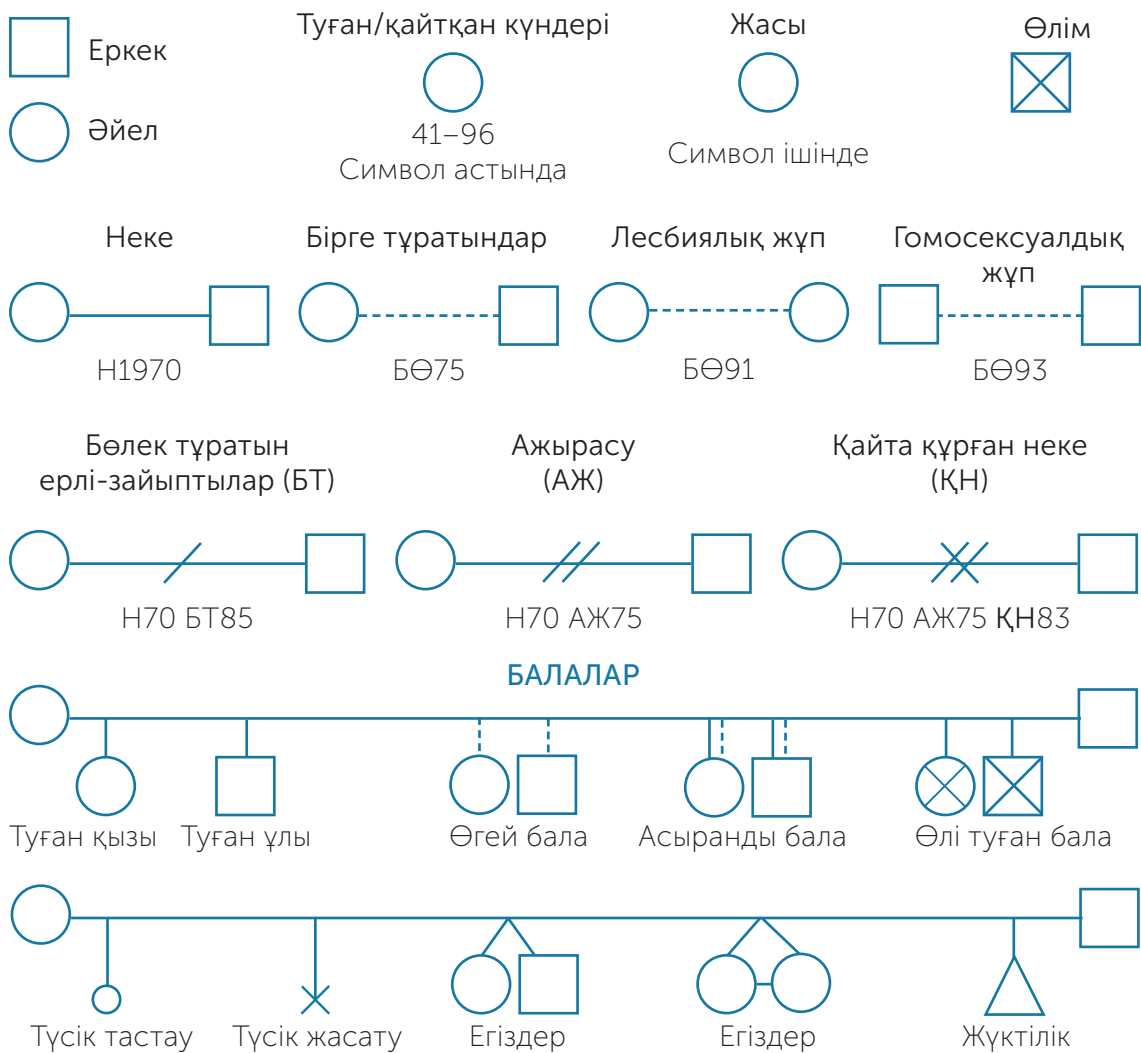 Еркек
Әйел
Туған/қайтқан күндері
41–96
Символ астында
Жасы
Символ ішінде
Өлім
Неке
Н1970
Бірге тұратындар
БӨ75
Лесбиялық жұп
БӨ91
Гомосексуалдық
жұп
БӨ93
Бөлек тұратын
ерлі-зайыптылар (БТ)
Н70 БТ85
Ажырасу
(АЖ)
Н70 АЖ75
Қайта құрған неке
(ҚН)
Н70 АЖ75 ҚН83
БАЛАЛАР
Туған қызы
Туған ұлы
Өгей бала
Асыранды бала
Өлі туған бала
Түсік тастау
Түсік жасату
Егіздер
Егіздер
Жүктілік